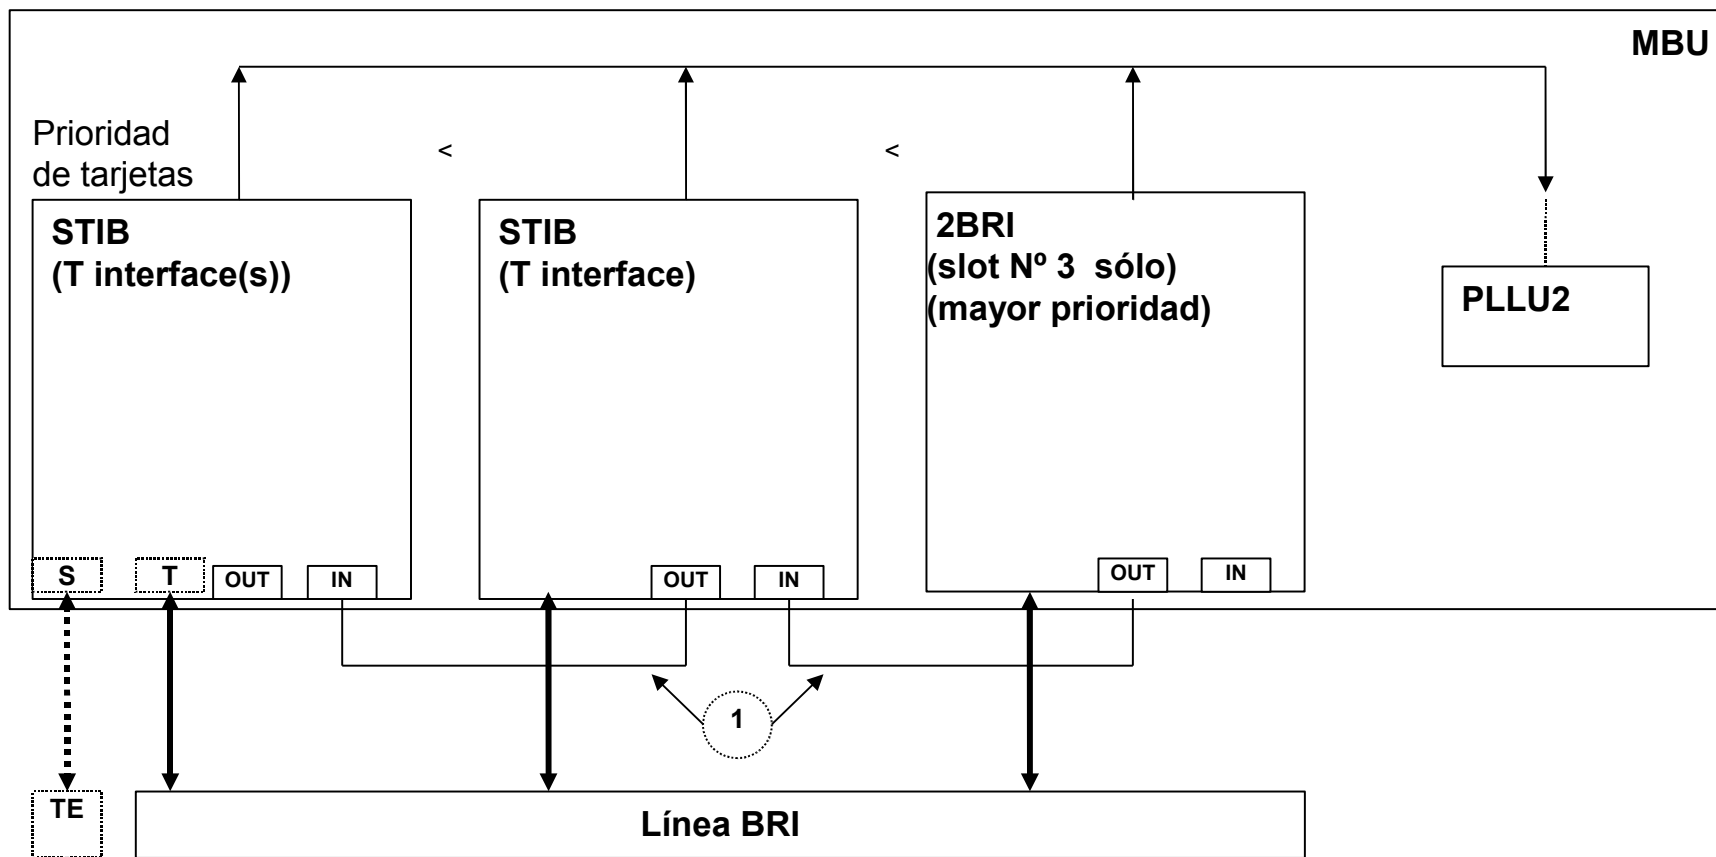 MBU
Prioridad
de tarjetas
<
<
STIB
(T interface(s))
STIB
(T interface)
2BRI
(slot Nº 3 sólo)
(mayor prioridad)
PLLU2
S
T
OUT
IN
OUT
IN
OUT
IN
1
TE
Línea BRI